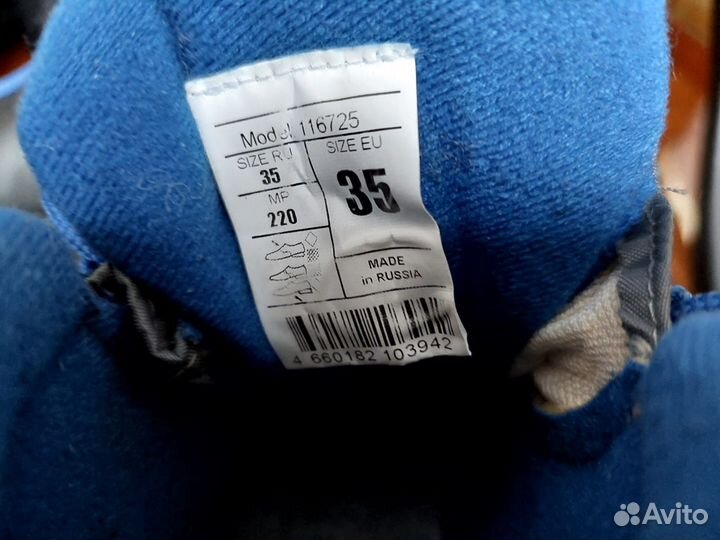 Model 116725
SIZE RU
35
MP
220
SIZE EU
35
MADE
in RUSSIA
4 660182 103942
Avito